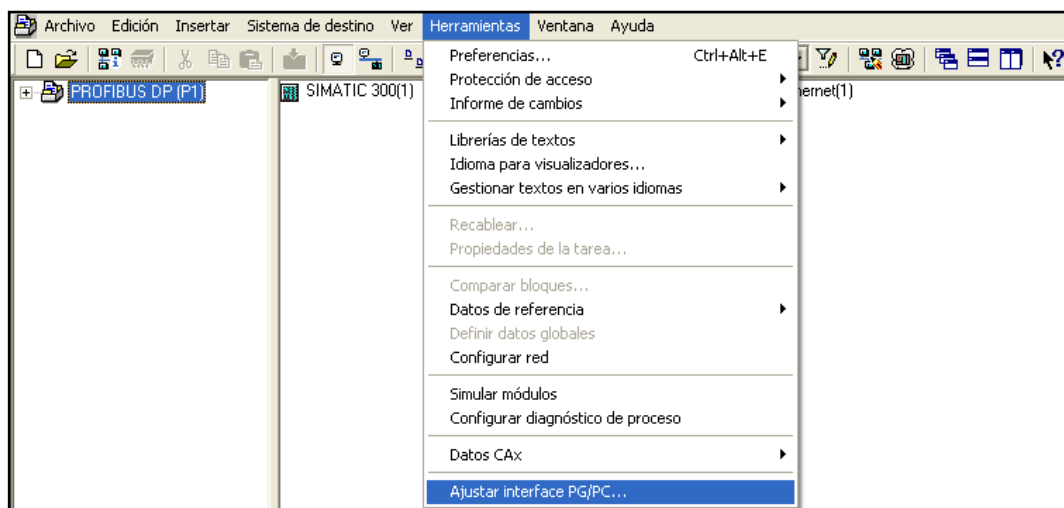 Archivo Edición Insertar Sistema de destino Ver Herramientas Ventana Ayuda
PROFIBUS DP (P1)
SIMATIC 300(1)
Preferencias... Ctrl+Alt+E
Protección de acceso
Informe de cambios
Librerías de textos
Idioma para visualizadores...
Gestionar textos en varios idiomas
Recablear...
Propiedades de la tarea...
Comparar bloques...
Datos de referencia
Definir datos globales
Configurar red
Simular módulos
Configurar diagnóstico de proceso
Datos CAx
Ajustar interface PG/PC...